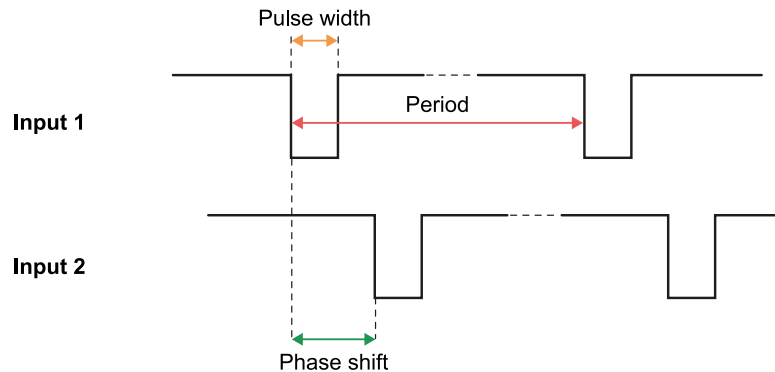 Pulse width
Period
Input 1
Input 2
Phase shift